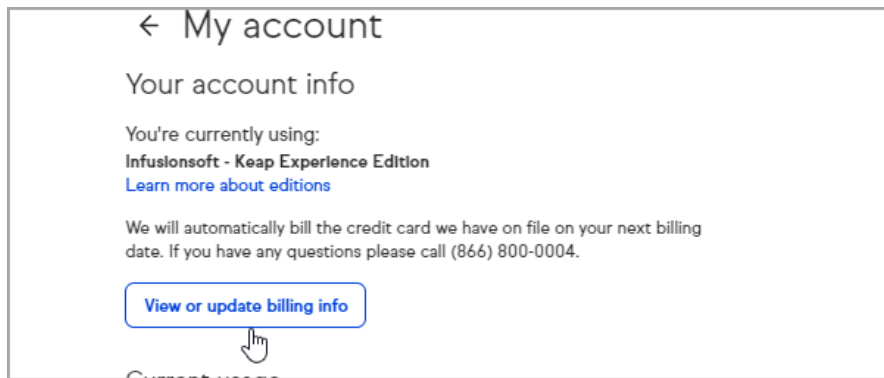 ← My account
Your account info
You're currently using:
Infusionsoft - Keap Experience Edition
Learn more about editions
We will automatically bill the credit card we have on file on your next billing
date. If you have any questions please call (866) 800-0004.
View or update billing info
Current usage